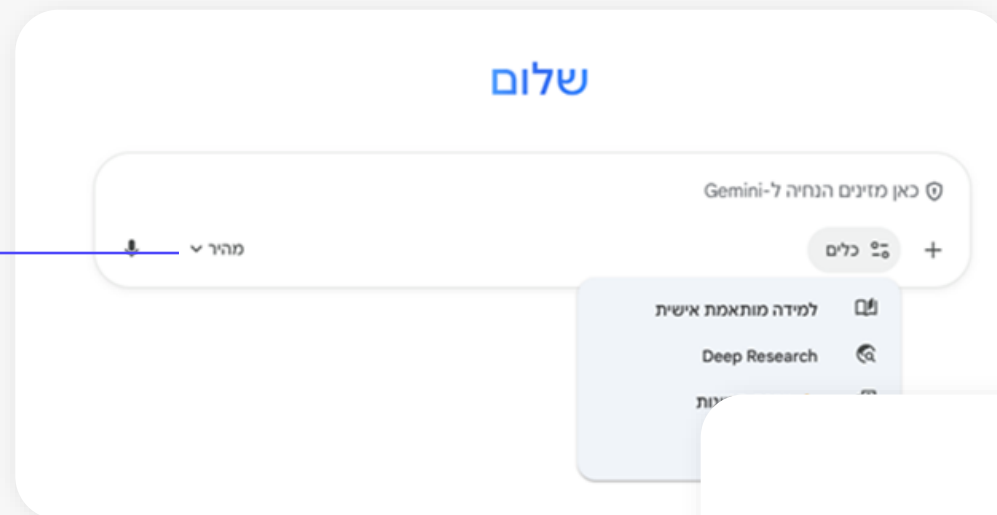 שלום
כאן מזינים הנחיה ל-Gemini
כלים
מהיר
למידה מותאמת אישית
Deep Research